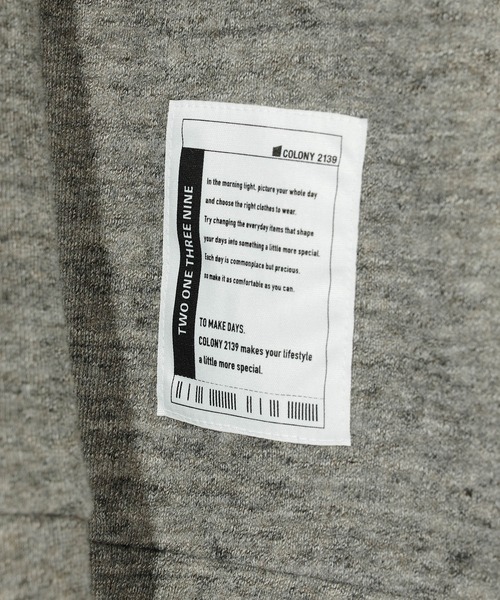 COLONY 2139
TWO ONE THREE NINE
In the morning light, picture your whole day
and choose the right clothes to wear.
Try changing the everyday items that shape
your days into something a little more special.
Each day is commonplace but precious.
so make it as comfortable as you can.
TO MAKE DAYS.
COLONY 2139 makes your lifestyle
a little more special.